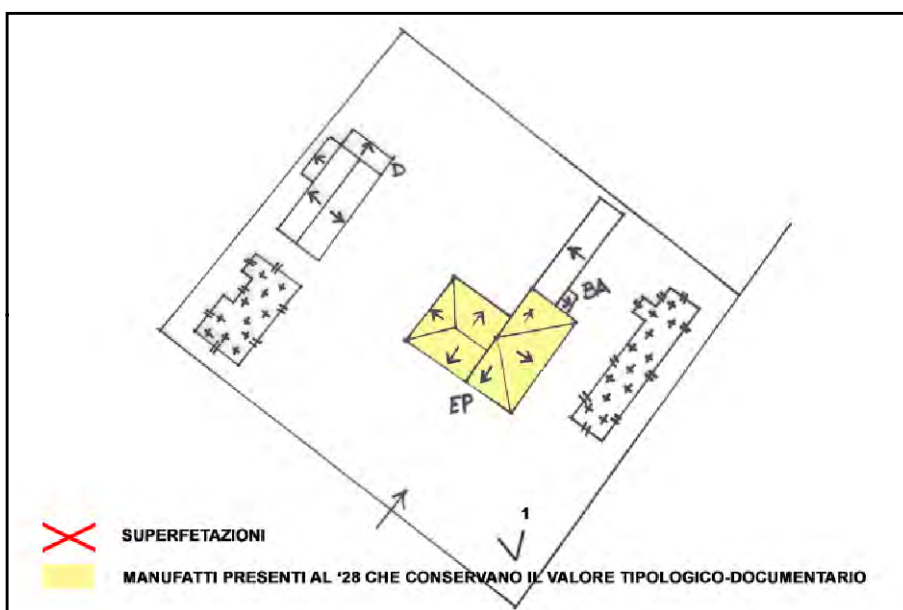 D
BA
EP
1
SUPERFETAZIONI
MANUFATTI PRESENTI AL '28 CHE CONSERVANO IL VALORE TIPOLOGICO-DOCUMENTARIO